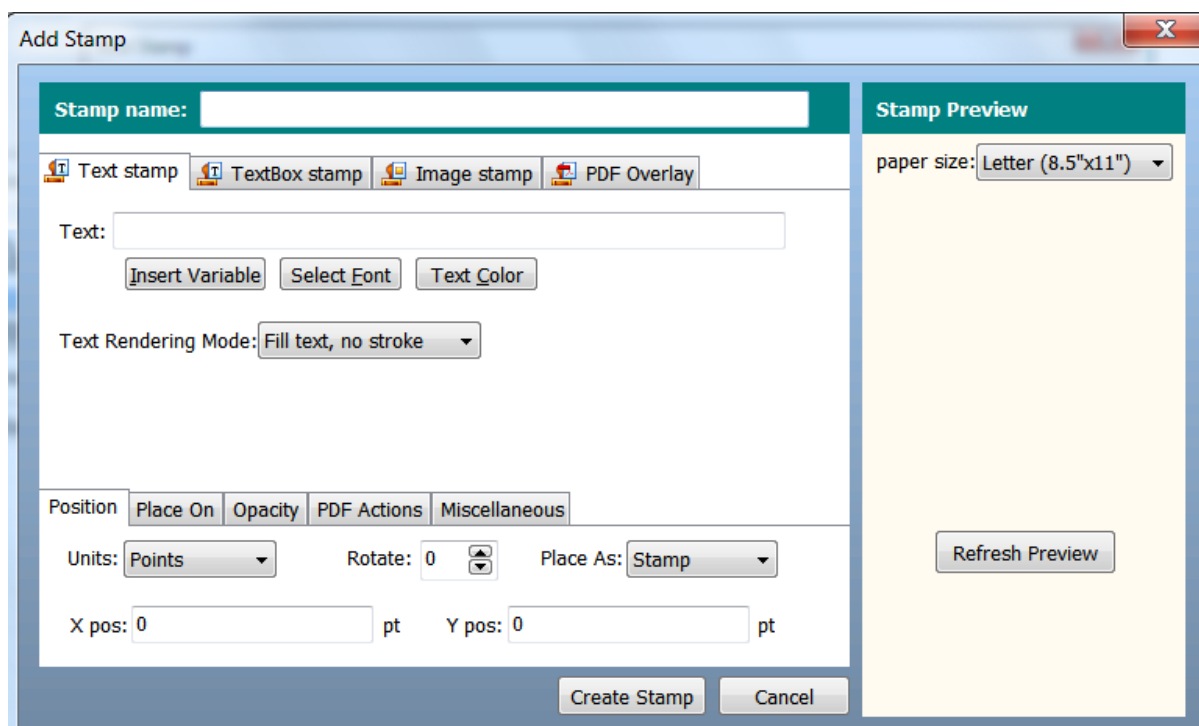 Add Stamp
X
Stamp name:
Stamp Preview
Text stamp TextBox stamp Image stamp PDF Overlay
paper size: Letter (8.5"x11")
Text:
Insert Variable Select Font Text Color
Text Rendering Mode: Fill text, no stroke
Position Place On Opacity PDF Actions Miscellaneous
Units: Points Rotate: 0 Place As: Stamp
Refresh Preview
X pos: 0 pt Y pos: 0 pt
Create Stamp Cancel